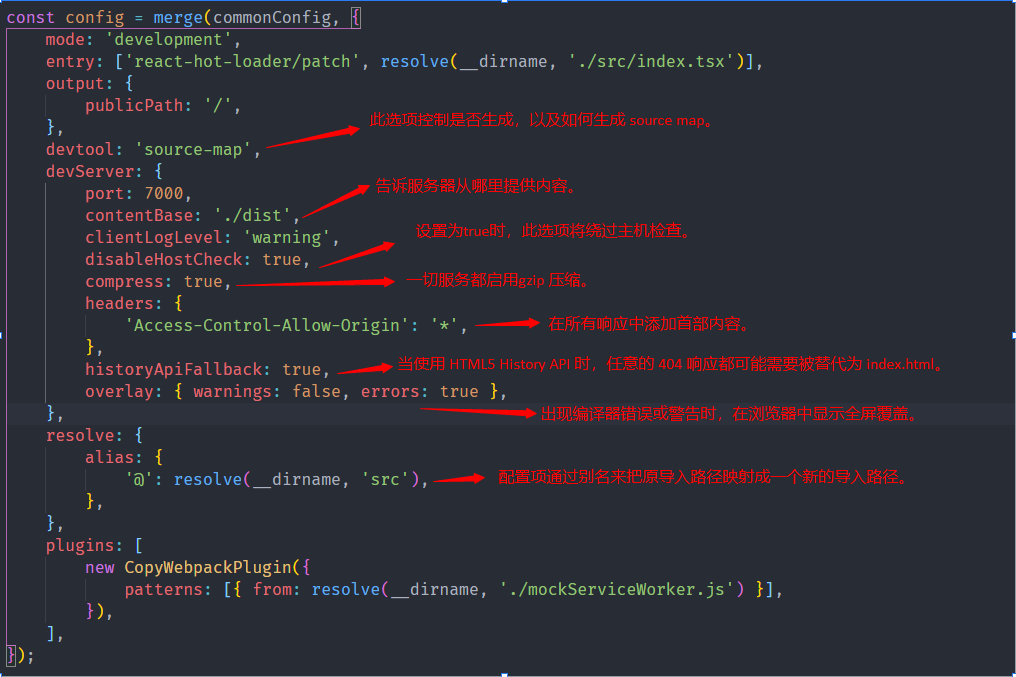 const config = merge(commonConfig, {
mode: 'development',
entry: ['react-hot-loader/patch', resolve(__dirname, './src/index.tsx')],
output: {
publicPath: '/',
},
此选项控制是否生成，以及如何生成 source map。
devtool: 'source-map',
devServer: {
port: 7000,
告诉服务器从哪里提供内容。
contentBase: './dist',
clientLogLevel: 'warning',
设置为true时，此选项将绕过主机检查。
disableHostCheck: true,
compress: true,
一切服务都启用gzip 压缩。
headers: {
'Access-Control-Allow-Origin': '*',
在所有响应中添加首部内容。
},
historyApiFallback: true,
当使用 HTML5 History API 时，任意的 404 响应都可能需要被替代为 index.html。
overlay: { warnings: false, errors: true },
},
出现编译器错误或警告时，在浏览器中显示全屏覆盖。
resolve: {
alias: {
'@': resolve(__dirname, 'src'),
配置项通过别名来把原导入路径映射成一个新的导入路径。
},
},
plugins: [
new CopyWebpackPlugin({
patterns: [{ from: resolve(__dirname, './mockServiceWorker.js') }],
}),
],
});